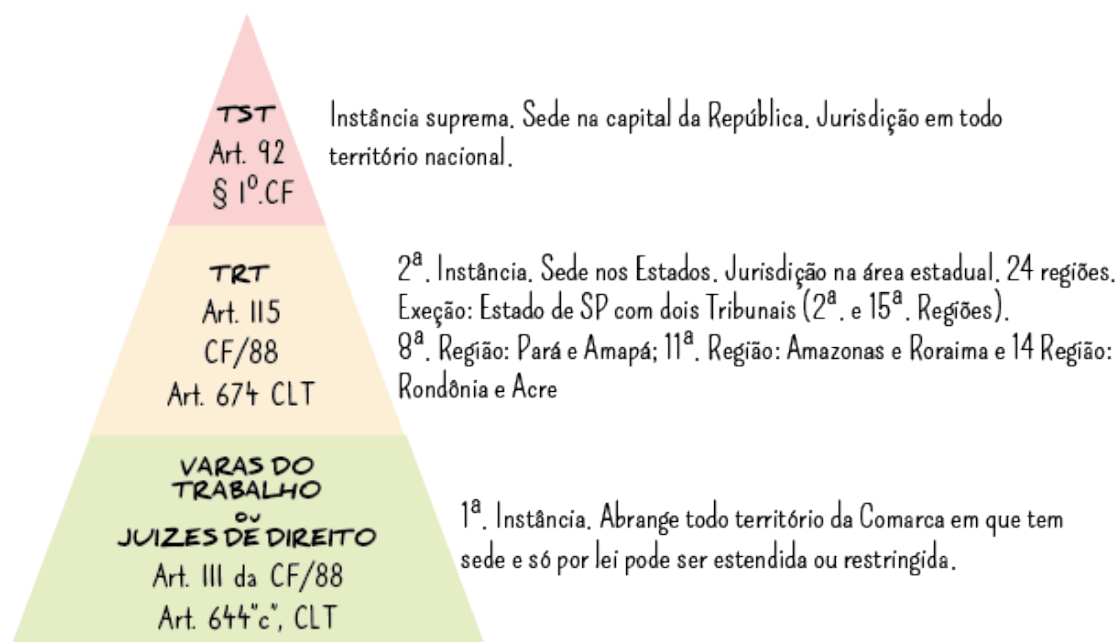 TST
Art. 92
§ 1º.CF
Instância suprema. Sede na capital da República. Jurisdição em todo
território nacional.
TRT
Art. 115
CF/88
Art. 674 CLT
2ª. Instância. Sede nos Estados. Jurisdição na área estadual. 24 regiões.
Exeção: Estado de SP com dois Tribunais (2ª. e 15ª. Regiões).
8ª. Região: Pará e Amapá; 11ª. Região: Amazonas e Roraima e 14 Região:
Rondônia e Acre
VARAS DO
TRABALHO
OU
JUIZES DE DIREITO
Art. 111 da CF/88
Art. 644"c", CLT
1ª. Instância. Abrange todo território da Comarca em que tem
sede e só por lei pode ser estendida ou restringida.